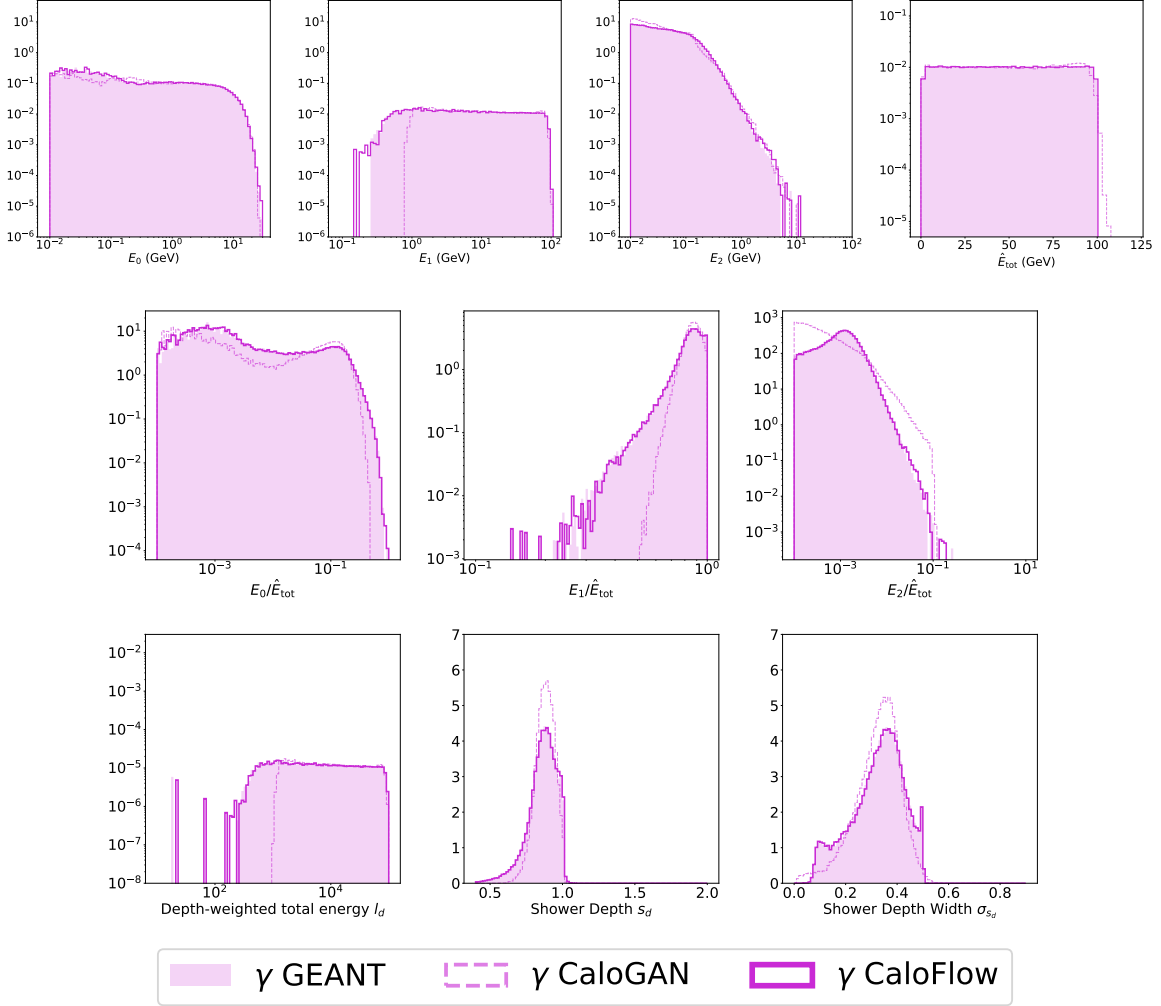 10¹ 10¹ 10¹ 10⁻¹
10⁰ 10⁰ 10⁰ 10⁻²
10⁻¹ 10⁻¹ 10⁻¹ 10⁻³
10⁻² 10⁻² 10⁻² 10⁻⁴
10⁻³ 10⁻³ 10⁻³ 10⁻⁵
10⁻⁴ 10⁻⁴ 10⁻⁴
10⁻⁵ 10⁻⁵ 10⁻⁵
10⁻⁶ 10⁻⁶ 10⁻⁶
10⁻² 10⁻¹ 10⁰ 10¹ 10⁻¹ 10⁰ 10¹ 10² 10⁻² 10⁻¹ 10⁰ 10¹ 10² 0 25 50 75 100 125
E₀ (GeV) E₁ (GeV) E₂ (GeV) Ê_tot (GeV)
10¹ 10⁰ 10³
10⁰ 10⁻¹ 10²
10⁻¹ 10⁻² 10¹
10⁻² 10⁻³ 10⁰
10⁻³ 10⁻¹
10⁻⁴ 10⁻²
10⁻³
10⁻³ 10⁻¹ 10⁻¹ 10⁰ 10⁻³ 10⁻¹ 10¹
E₀/Ê_tot E₁/Ê_tot E₂/Ê_tot
10⁻² 7 7
10⁻³ 6 6
10⁻⁴ 5 5
10⁻⁵ 4 4
10⁻⁶ 3 3
10⁻⁷ 2 2
10⁻⁸ 1 1
0 0
10² 10⁴ 0.5 1.0 1.5 2.0 0.0 0.2 0.4 0.6 0.8
Depth-weighted total energy l_d Shower Depth s_d Shower Depth Width σ_s_d
γ GEANT γ CaloGAN γ CaloFlow